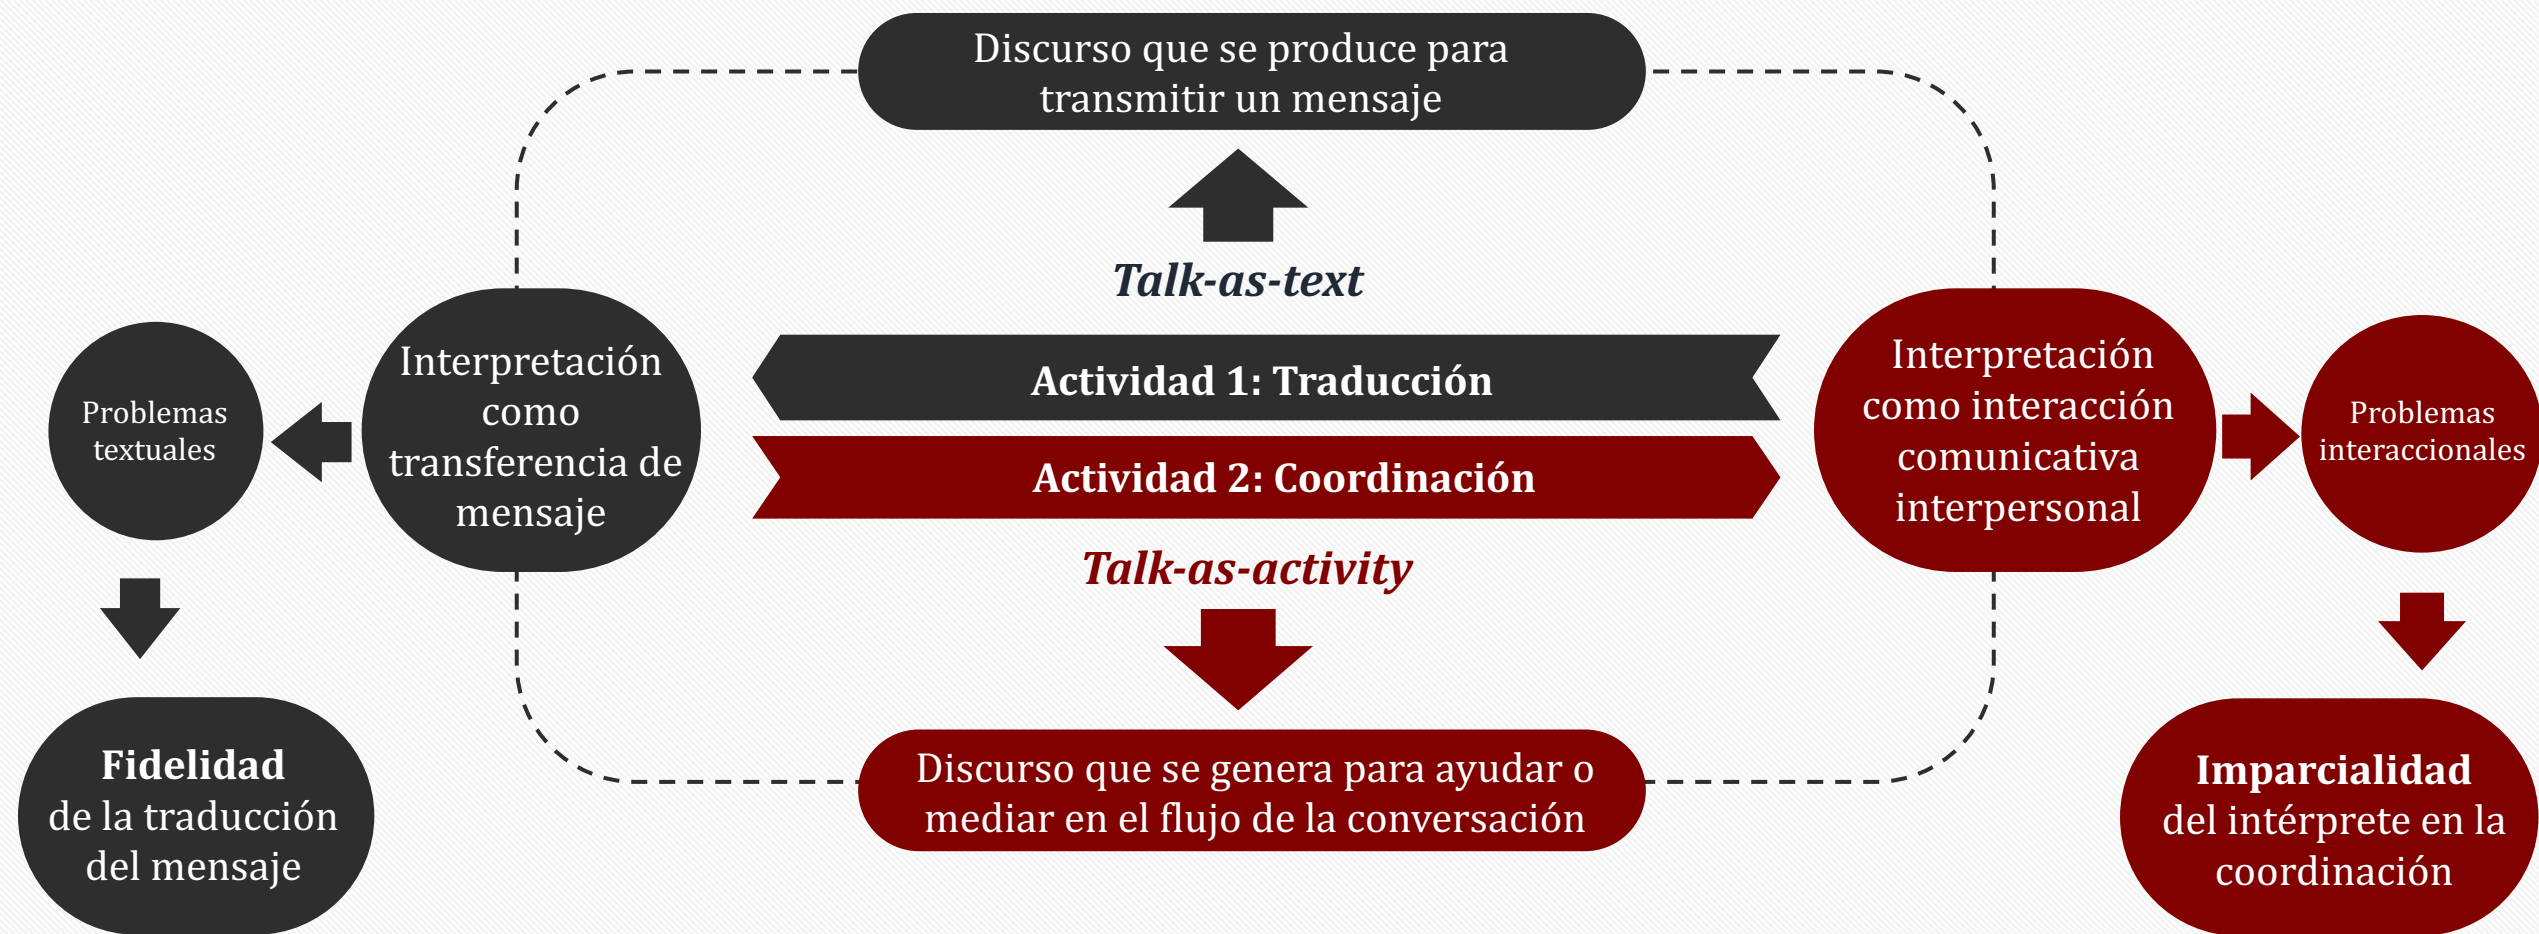 Discurso que se produce para
transmitir un mensaje
Talk-as-text
Problemas
textuales
Interpretación
como
transferencia de
mensaje
Actividad 1: Traducción
Actividad 2: Coordinación
Interpretación
como interacción
comunicativa
interpersonal
Problemas
interaccionales
Talk-as-activity
Fidelidad
de la traducción
del mensaje
Discurso que se genera para ayudar o
mediar en el flujo de la conversación
Imparcialidad
del intérprete en la
coordinación